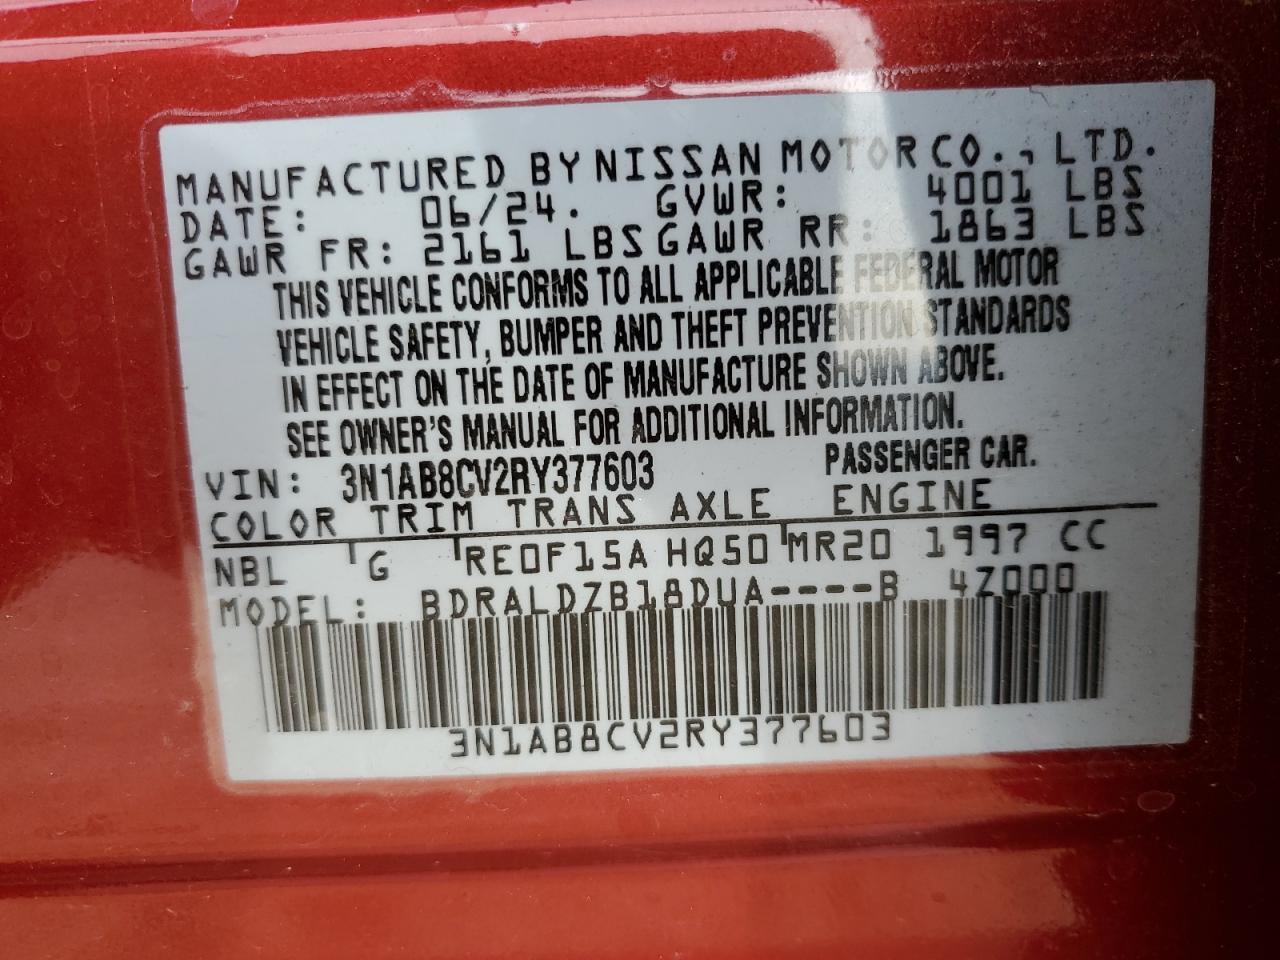 MANUFACTURED BY NISSAN MOTOR CO., LTD.
DATE: 06/24. GVWR: 4001 LBS
GAWR FR: 2161 LBS GAWR RR: 1863 LBS
THIS VEHICLE CONFORMS TO ALL APPLICABLE FEDERAL MOTOR
VEHICLE SAFETY, BUMPER AND THEFT PREVENTION STANDARDS
IN EFFECT ON THE DATE OF MANUFACTURE SHOWN ABOVE.
SEE OWNER'S MANUAL FOR ADDITIONAL INFORMATION.
VIN: 3N1AB8CV2RY377603 PASSENGER CAR.
COLOR TRIM TRANS AXLE ENGINE
NBL G RE0F15A HQ50 MR20 1997 CC
MODEL: BDRALDZB18DUA----B 4Z000
3N1AB8CV2RY377603